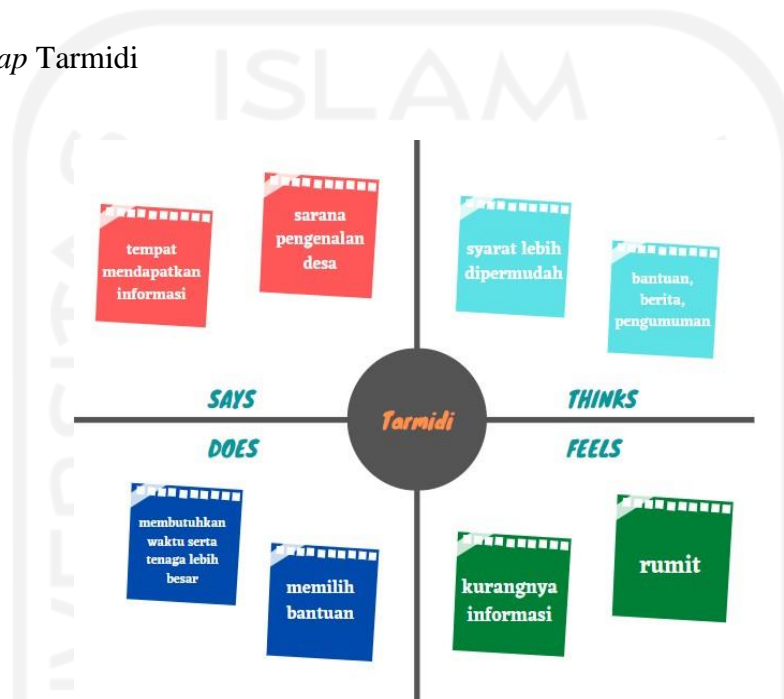 ap Tarmidi
ISLAM
tempat
mendapatkan
informasi
sarana
pengenalan
desa
syarat lebih
dipermudah
bantuan,
berita,
pengumuman
SAYS
THINKS
Tarmidi
DOES
FEELS
membutuhkan
waktu serta
tenaga lebih
besar
memilih
bantuan
kurangnya
informasi
rumit